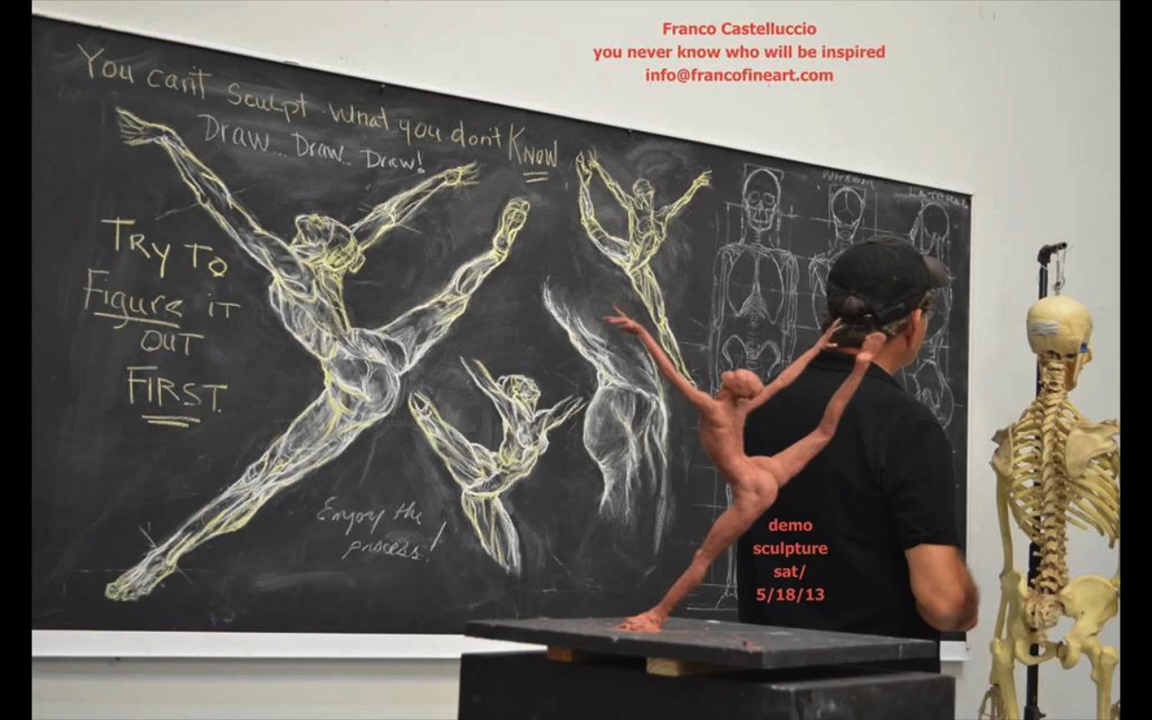 Franco Castelluccio
you never know who will be inspired
info@francofineart.com
You can't sculpt what you don't Know
Draw... Draw.. Draw!
TRY TO
Figure iT
OUT
FIRST.
Enjoy the
process!
LATERAL
demo
sculpture
sat/
5/18/13